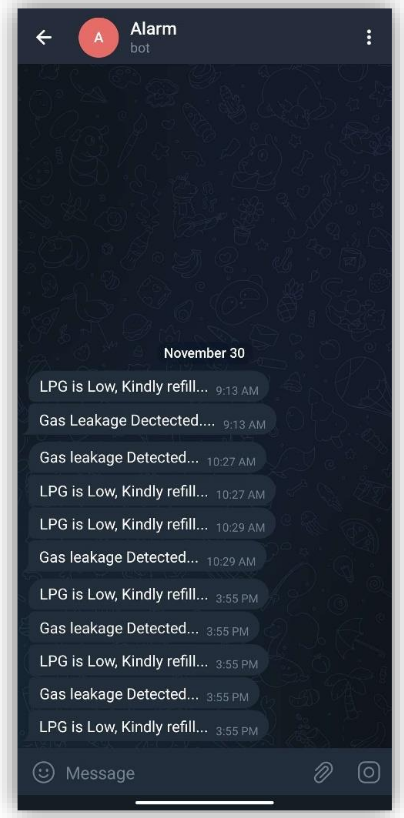 A
Alarm
bot
November 30
LPG is Low, Kindly refill... 9:13 AM
Gas Leakage Dectected.... 9:13 AM
Gas leakage Detected... 10:27 AM
LPG is Low, Kindly refill... 10:27 AM
LPG is Low, Kindly refill... 10:29 AM
Gas leakage Detected... 10:29 AM
LPG is Low, Kindly refill... 3:55 PM
Gas leakage Detected... 3:55 PM
LPG is Low, Kindly refill... 3:55 PM
Gas leakage Detected... 3:55 PM
LPG is Low, Kindly refill... 3:55 PM
Message